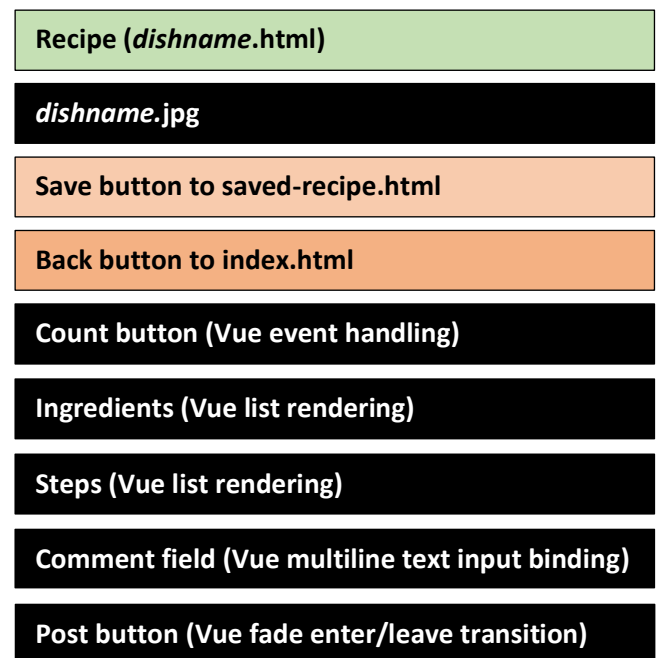 Recipe (dishname.html)
dishname.jpg
Save button to saved-recipe.html
Back button to index.html
Count button (Vue event handling)
Ingredients (Vue list rendering)
Steps (Vue list rendering)
Comment field (Vue multiline text input binding)
Post button (Vue fade enter/leave transition)